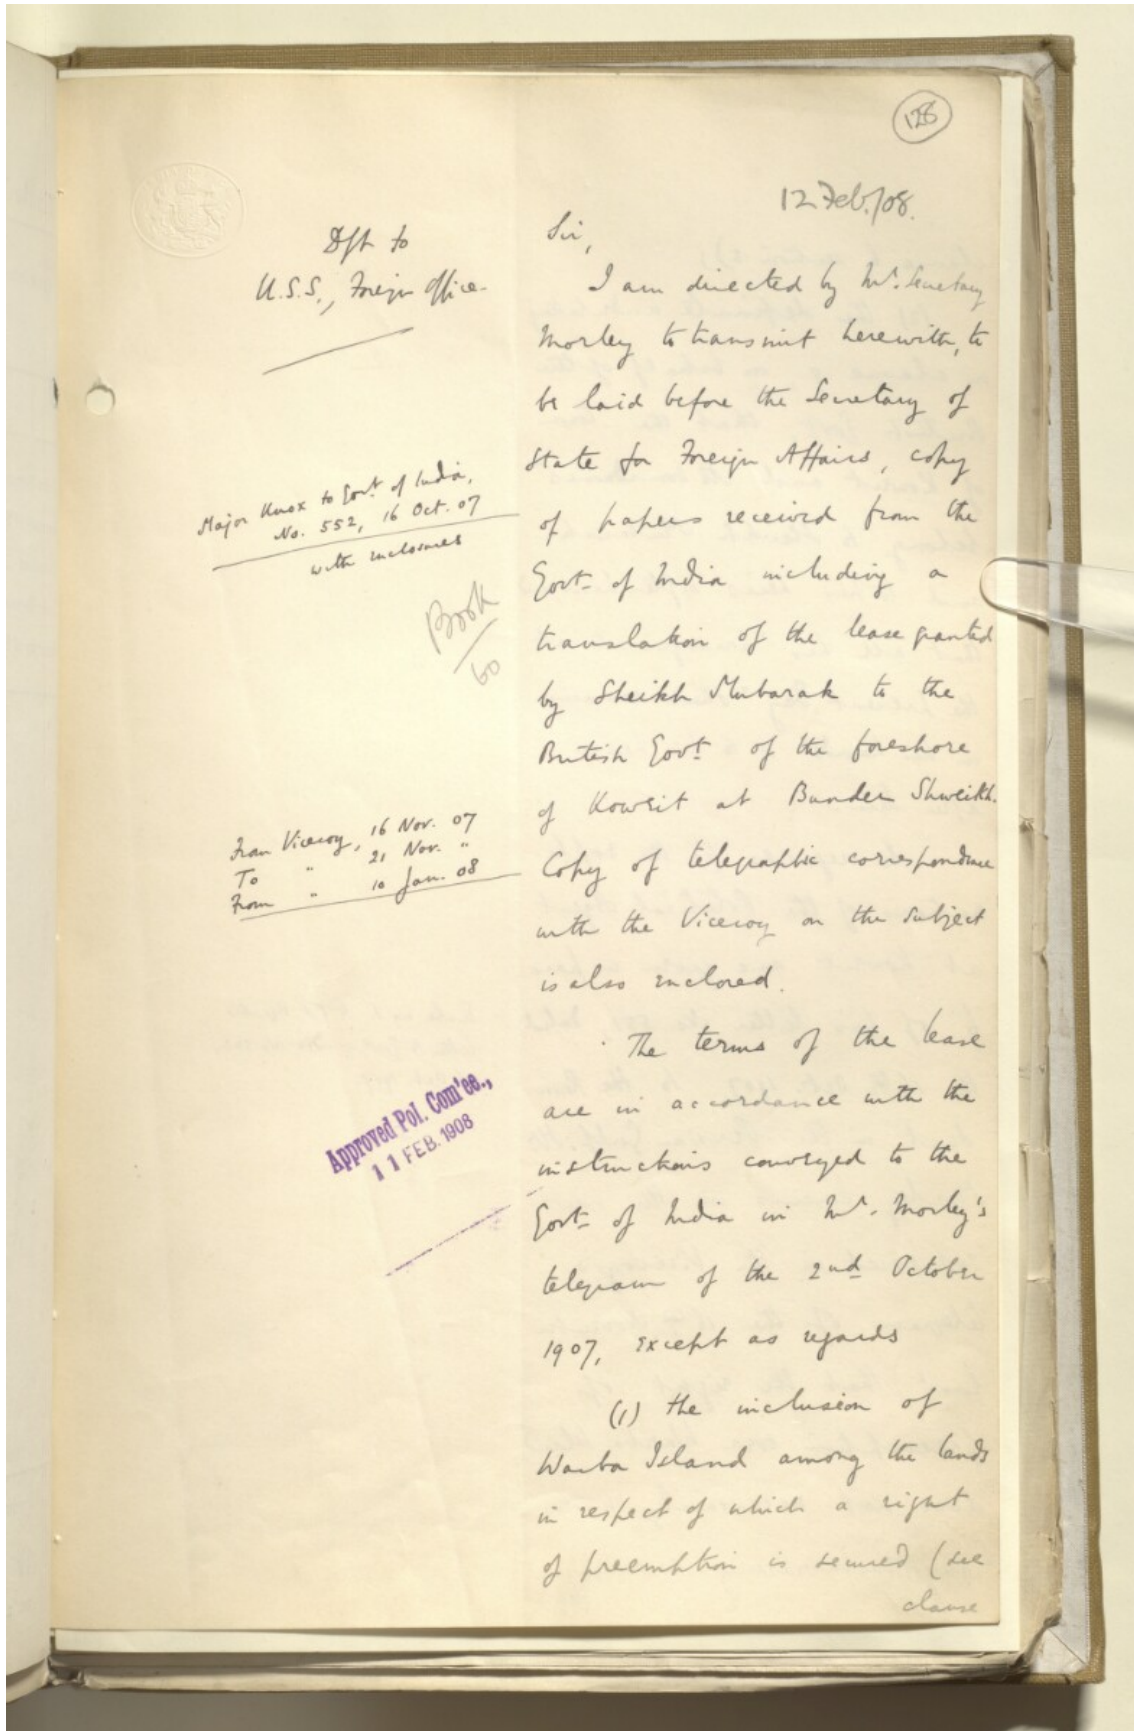 128
12 Feb./08.
Dft to
U.S.S., Foreign Office.
Major Knox to Govt. of India,
No. 552, 16 Oct. 07
with inclosures
Book
60
From Viceroy, 16 Nov. 07
To " 21 Nov. "
From " 10 Jan. 08
Approved Pol. Com'ee.,
11 FEB. 1908
Sir,
I am directed by Mr. Secretary
Morley to transmit herewith, to
be laid before the Secretary of
State for Foreign Affairs, copy
of papers received from the
Govt. of India including a
translation of the lease granted
by Sheikh Mubarak to the
British Govt. of the foreshore
of Koweit at Bunder Shweikh.
Copy of telegraphic correspondence
with the Viceroy on the subject
is also enclosed.
The terms of the lease
are in accordance with the
instructions conveyed to the
Govt. of India in Mr. Morley's
telegram of the 2nd October
1907, except as regards
(1) the inclusion of
Warba Island among the lands
in respect of which a right
of preemption is secured (see
clause